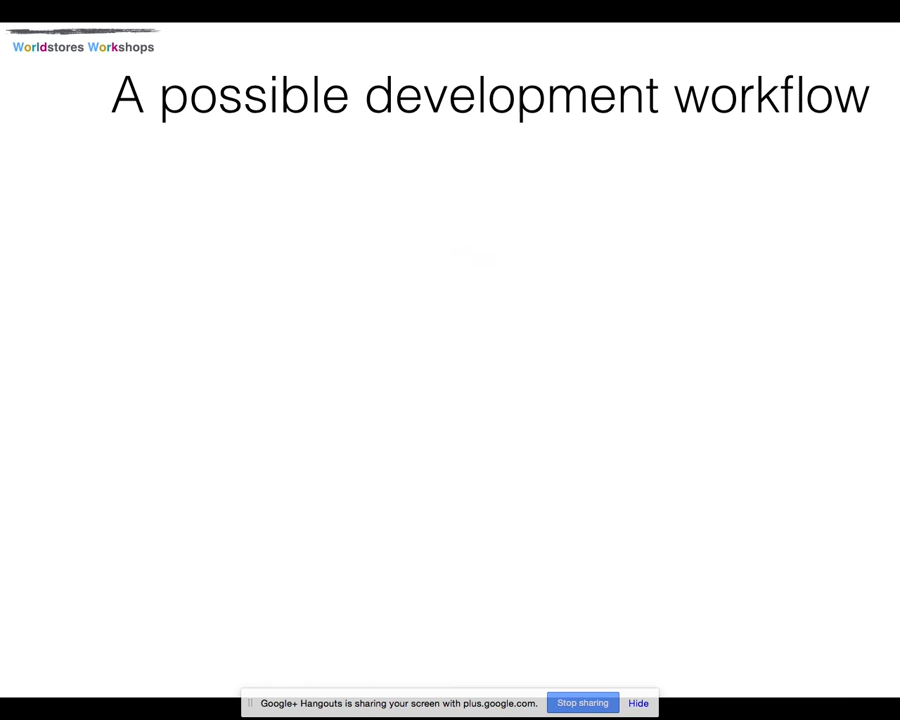 Worldstores Workshops
A possible development workflow
Google+ Hangouts is sharing your screen with plus.google.com.
Stop sharing
Hide